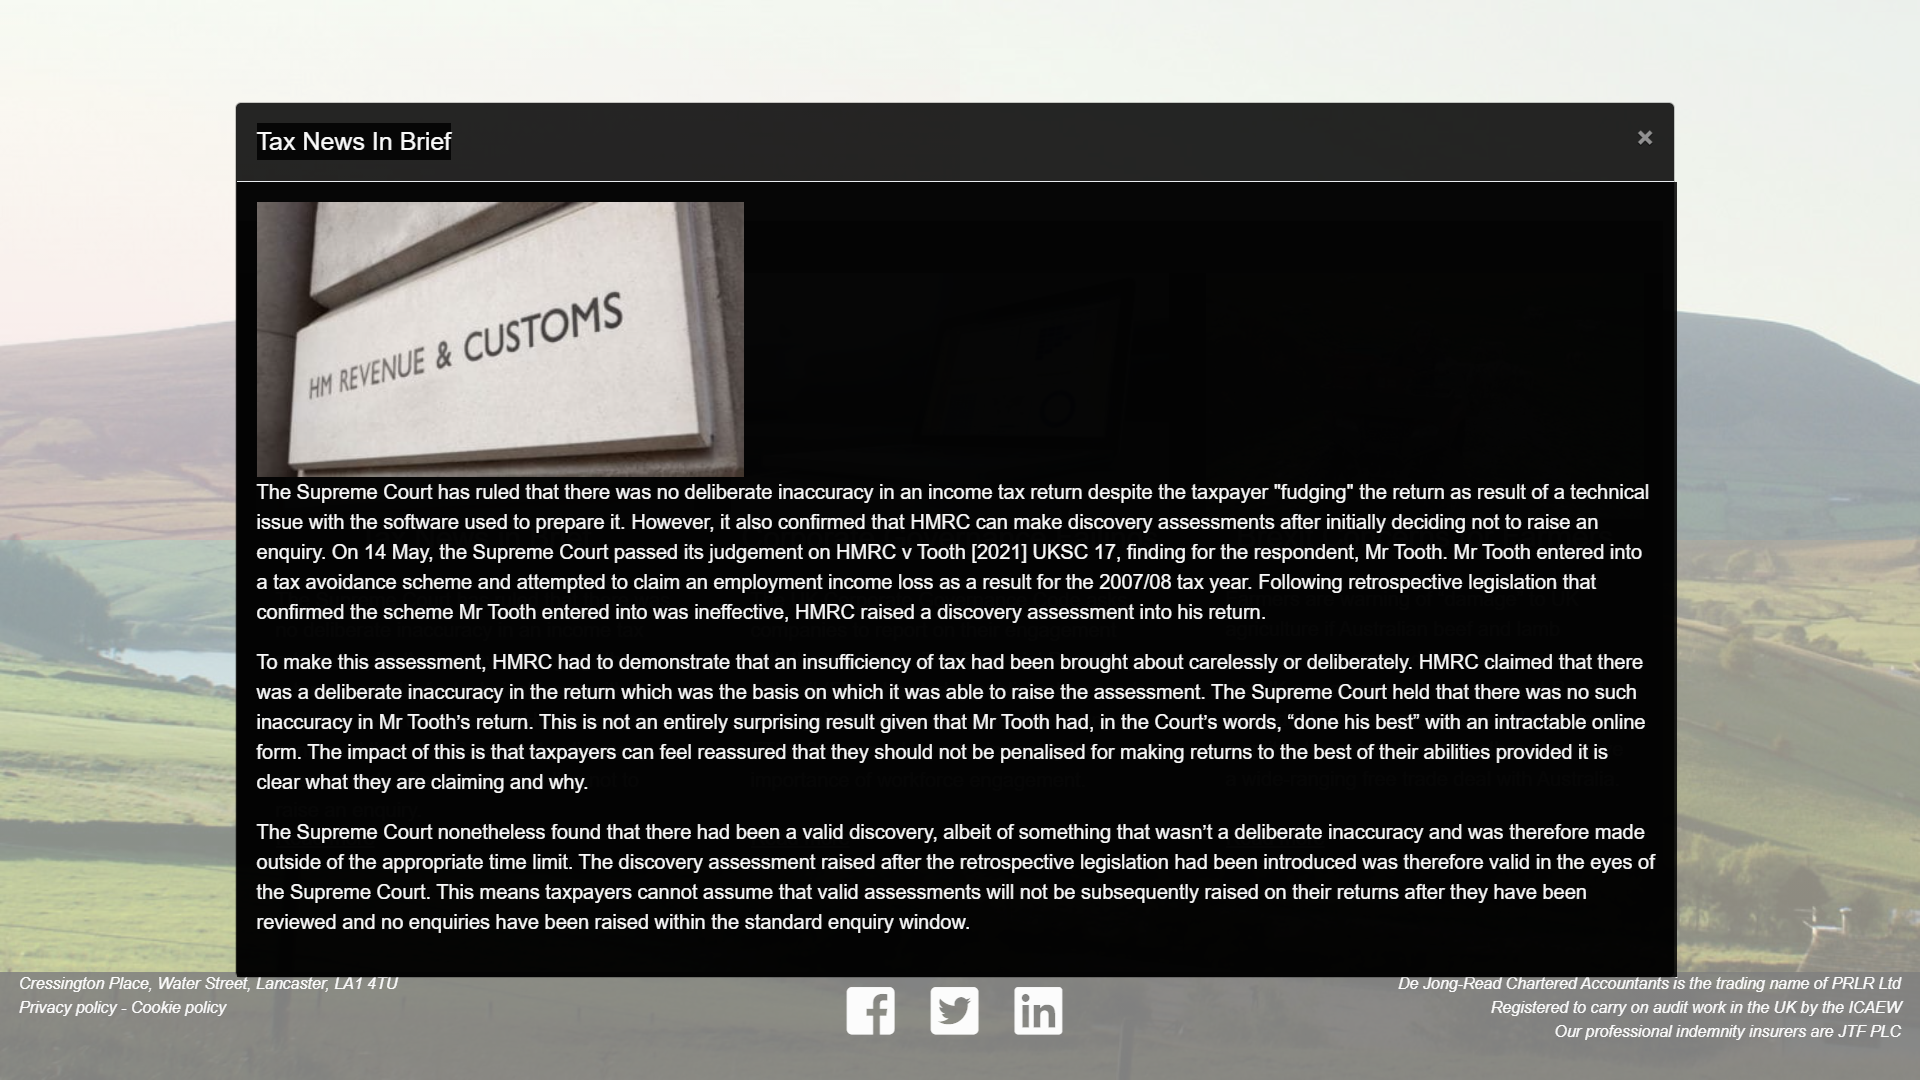 Tax News In Brief
×
HM REVENUE & CUSTOMS
The Supreme Court has ruled that there was no deliberate inaccuracy in an income tax return despite the taxpayer "fudging" the return as result of a technical
issue with the software used to prepare it. However, it also confirmed that HMRC can make discovery assessments after initially deciding not to raise an
enquiry. On 14 May, the Supreme Court passed its judgement on HMRC v Tooth [2021] UKSC 17, finding for the respondent, Mr Tooth. Mr Tooth entered into
a tax avoidance scheme and attempted to claim an employment income loss as a result for the 2007/08 tax year. Following retrospective legislation that
confirmed the scheme Mr Tooth entered into was ineffective, HMRC raised a discovery assessment into his return.
To make this assessment, HMRC had to demonstrate that an insufficiency of tax had been brought about carelessly or deliberately. HMRC claimed that there
was a deliberate inaccuracy in the return which was the basis on which it was able to raise the assessment. The Supreme Court held that there was no such
inaccuracy in Mr Tooth’s return. This is not an entirely surprising result given that Mr Tooth had, in the Court’s words, “done his best” with an intractable online
form. The impact of this is that taxpayers can feel reassured that they should not be penalised for making returns to the best of their abilities provided it is
clear what they are claiming and why.
The Supreme Court nonetheless found that there had been a valid discovery, albeit of something that wasn’t a deliberate inaccuracy and was therefore made
outside of the appropriate time limit. The discovery assessment raised after the retrospective legislation had been introduced was therefore valid in the eyes of
the Supreme Court. This means taxpayers cannot assume that valid assessments will not be subsequently raised on their returns after they have been
reviewed and no enquiries have been raised within the standard enquiry window.
Cressington Place, Water Street, Lancaster, LA1 4TU
Privacy policy - Cookie policy
De Jong-Read Chartered Accountants is the trading name of PRLR Ltd
Registered to carry on audit work in the UK by the ICAEW
Our professional indemnity insurers are JTF PLC